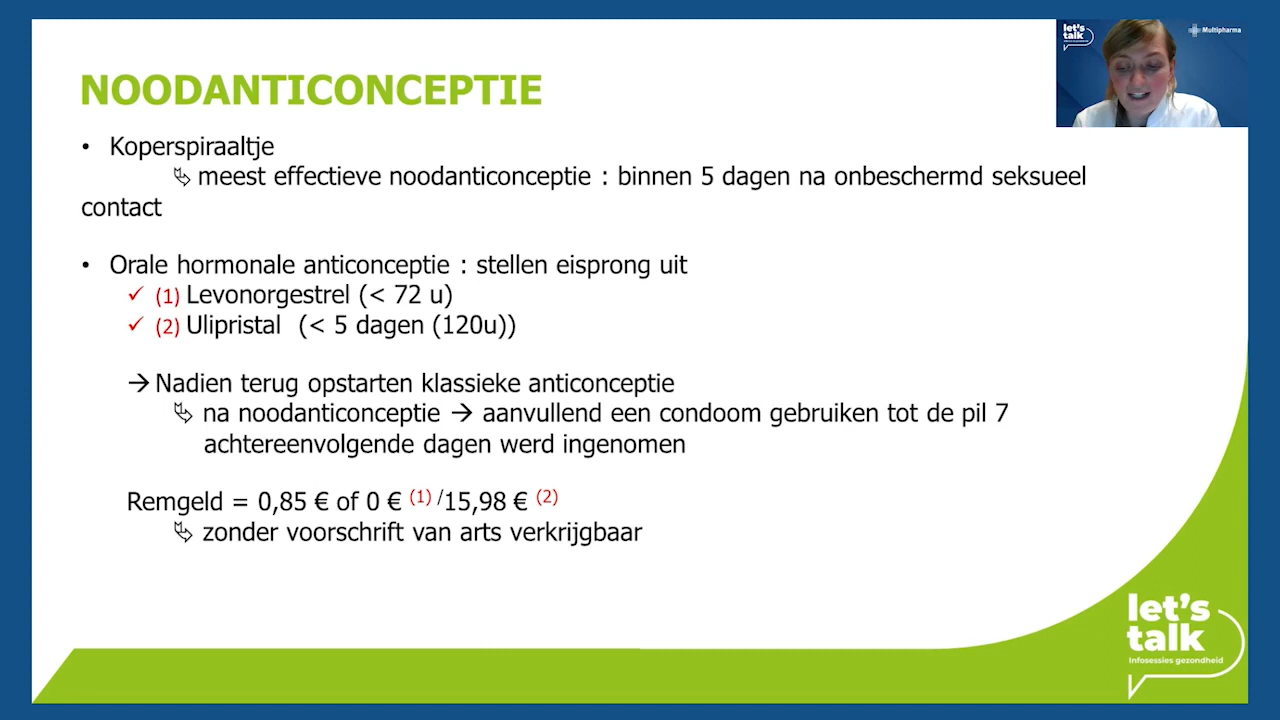 let's
talk
Multipharma
NOODANTICONCEPTIE
• Koperspiraaltje
meest effectieve noodanticonceptie : binnen 5 dagen na onbeschermd seksueel
contact
• Orale hormonale anticonceptie : stellen eisprong uit
✓ (1) Levonorgestrel (< 72 u)
✓ (2) Ulipristal (< 5 dagen (120u))
→ Nadien terug opstarten klassieke anticonceptie
na noodanticonceptie → aanvullend een condoom gebruiken tot de pil 7
achtereenvolgende dagen werd ingenomen
Remgeld = 0,85 € of 0 € (1) /15,98 € (2)
zonder voorschrift van arts verkrijgbaar
let's
talk
Infosessies gezondheid